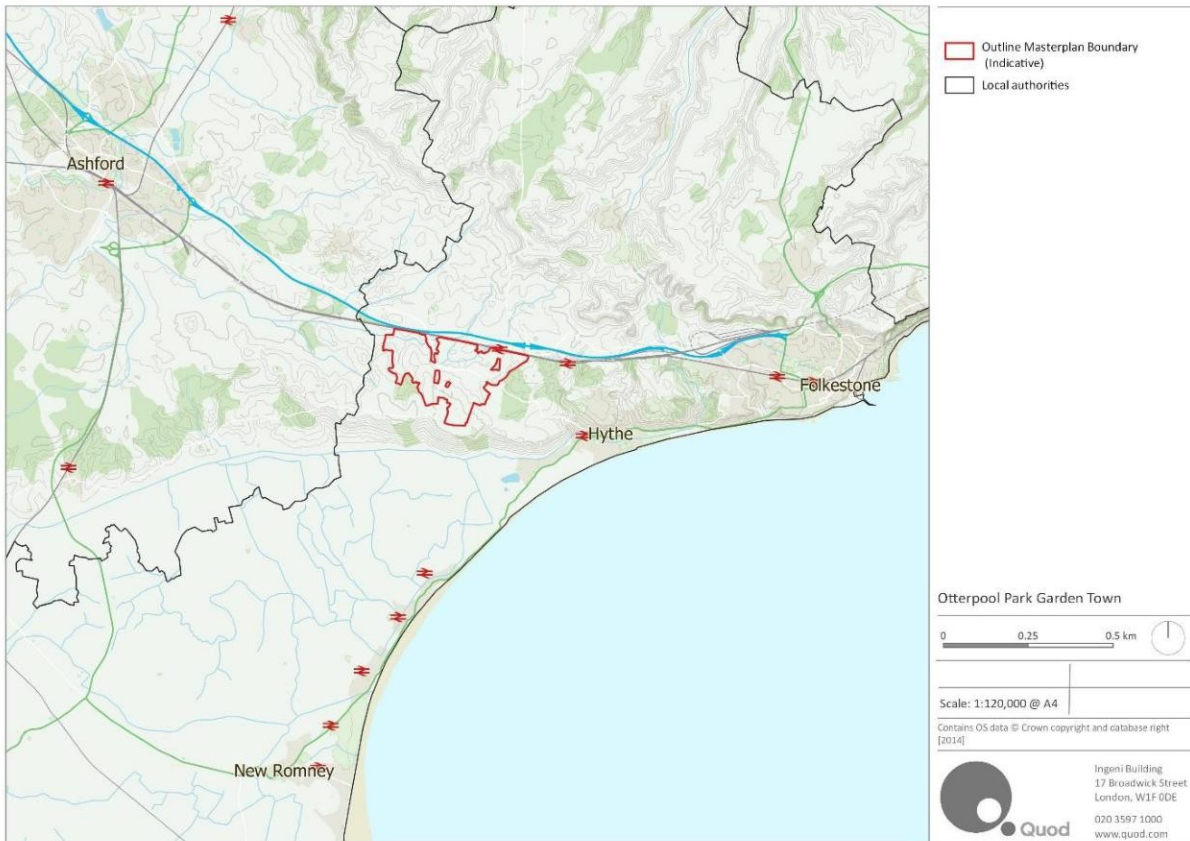 Outline Masterplan Boundary
(Indicative)
Local authorities
Ashford
Folkestone
Hythe
New Romney
Otterpool Park Garden Town
0 0.25 0.5 km
Scale: 1:120,000 @ A4
Contains OS data © Crown copyright and database right
[2014]
Quod
Ingeni Building
17 Broadwick Street
London, W1F 0DE
020 3597 1000
www.quod.com